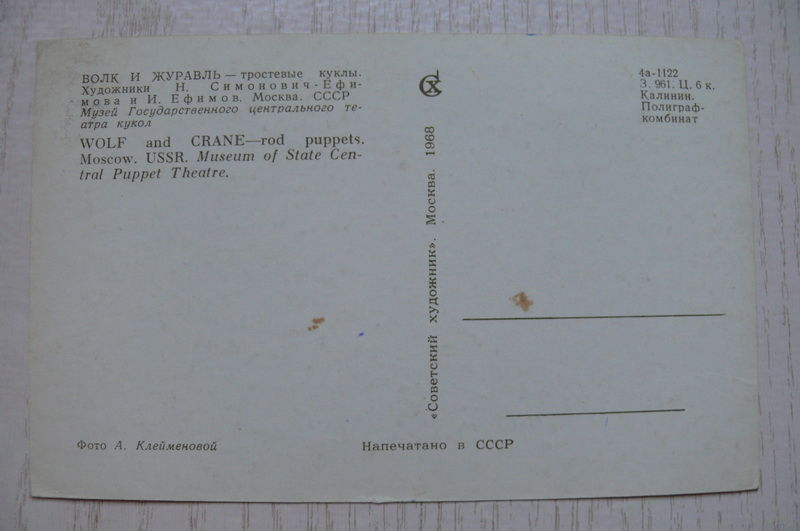 ВОЛК И ЖУРАВЛЬ — тростевые куклы.
Художники Н. Симонович-Ефи-
мова и И. Ефимов. Москва. СССР
Музей Государственного центрального те-
атра кукол
WOLF and CRANE—rod puppets.
Moscow. USSR. Museum of State Cen-
tral Puppet Theatre.
Фото А. Клейменовой
«Советский художник». Москва. 1968
Напечатано в СССР
СХ
4а-1122
З. 961. Ц. 6 к.
Калинин.
Полиграф-
комбинат